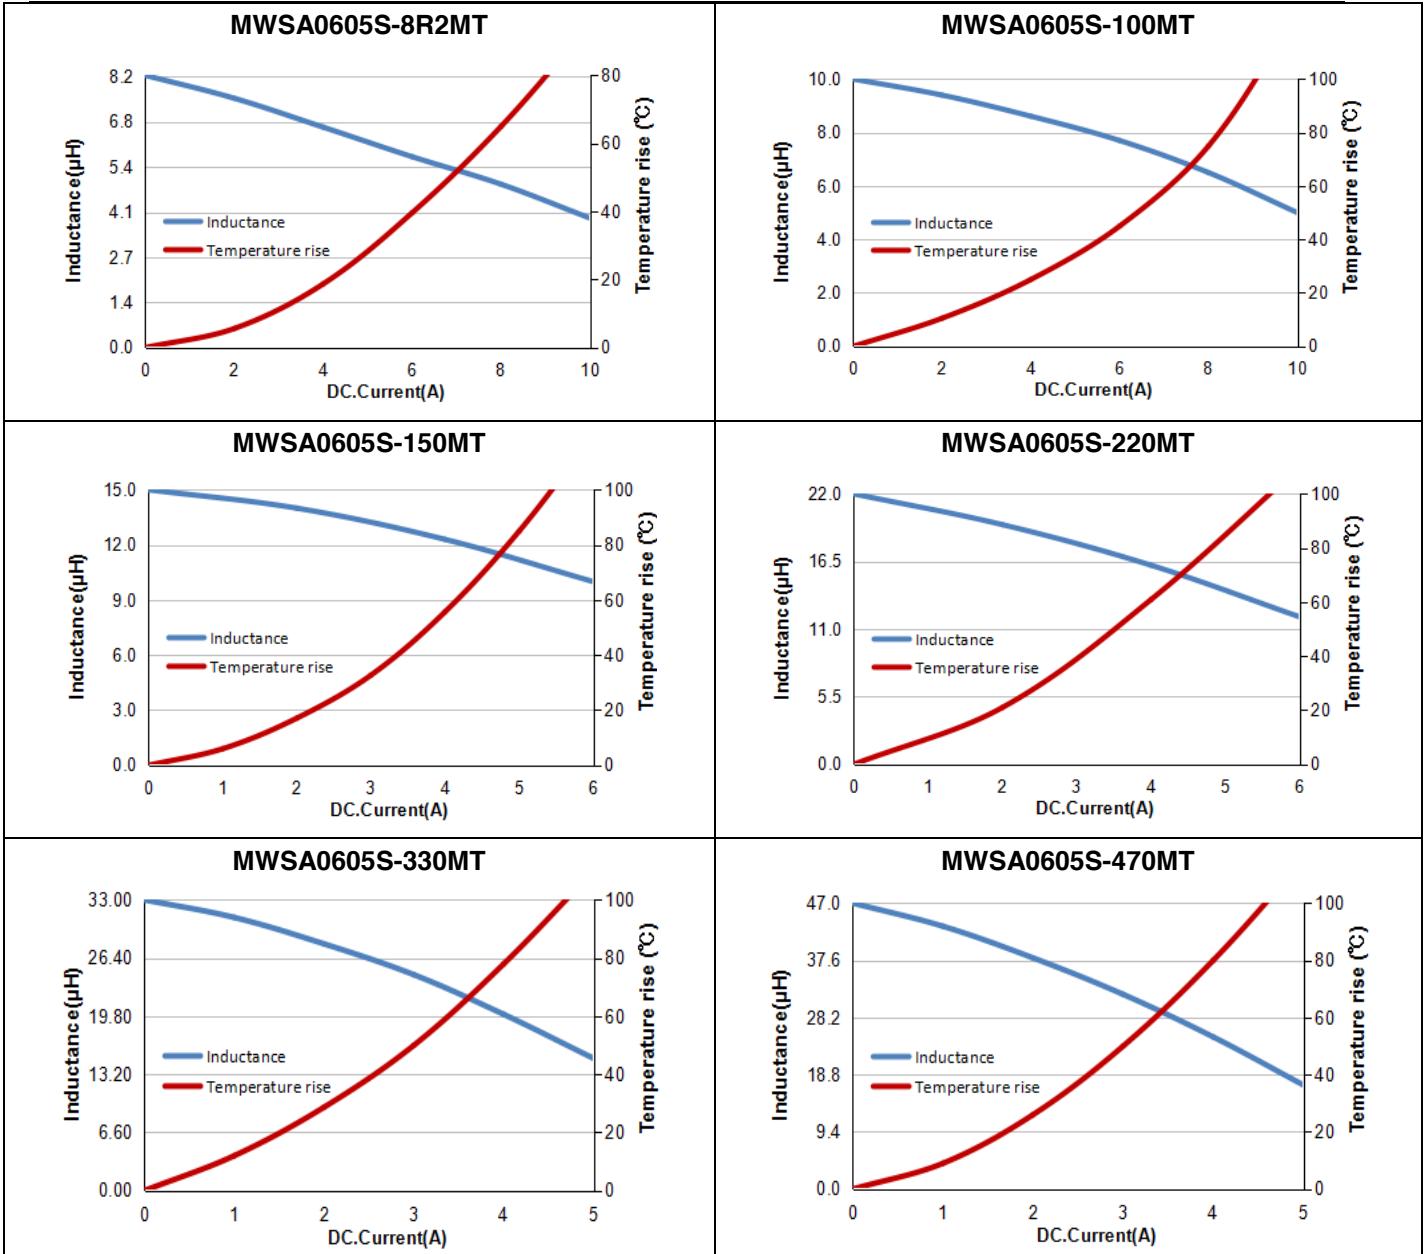 MWSA0605S-8R2MT
8.2
6.8
5.4
4.1
2.7
1.4
0.0
Inductance(μH)
Inductance
Temperature rise
80
60
40
20
0
Temperature rise (℃)
0 2 4 6 8 10
DC.Current(A)
MWSA0605S-100MT
10.0
8.0
6.0
4.0
2.0
0.0
Inductance(μH)
Inductance
Temperature rise
100
80
60
40
20
0
Temperature rise (℃)
0 2 4 6 8 10
DC.Current(A)
MWSA0605S-150MT
15.0
12.0
9.0
6.0
3.0
0.0
Inductance(μH)
Inductance
Temperature rise
100
80
60
40
20
0
Temperature rise (℃)
0 1 2 3 4 5 6
DC.Current(A)
MWSA0605S-220MT
22.0
16.5
11.0
5.5
0.0
Inductance(μH)
Inductance
Temperature rise
100
80
60
40
20
0
Temperature rise (℃)
0 1 2 3 4 5 6
DC.Current(A)
MWSA0605S-330MT
33.00
26.40
19.80
13.20
6.60
0.00
Inductance(μH)
Inductance
Temperature rise
100
80
60
40
20
0
Temperature rise (℃)
0 1 2 3 4 5
DC.Current(A)
MWSA0605S-470MT
47.0
37.6
28.2
18.8
9.4
0.0
Inductance(μH)
Inductance
Temperature rise
100
80
60
40
20
0
Temperature rise (℃)
0 1 2 3 4 5
DC.Current(A)